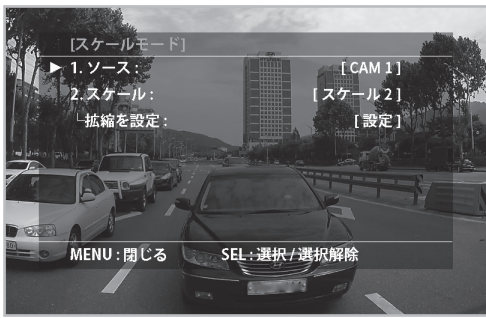 [スケールモード]
▶ 1. ソース : [ CAM 1 ]
2. スケール : [ スケール 2 ]
└拡縮を設定 : [ 設定 ]
MENU : 閉じる SEL : 選択 / 選択解除